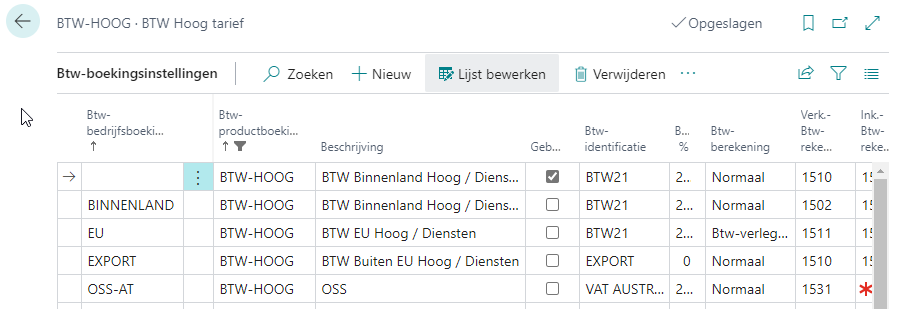 BTW-HOOG · BTW Hoog tarief
Opgeslagen
Btw-boekingsinstellingen Zoeken Nieuw Lijst bewerken Verwijderen ...
Btw-bedrijfsboeki... ↑ Btw-productboeki... ↑ Beschrijving Geb... Btw-identificatie B... % Btw-berekening Verk.-Btw-reke... Ink.-Btw-reke...
→ BTW-HOOG BTW Binnenland Hoog / Diens... BTW21 2... Normaal 1510 15
BINNENLAND BTW-HOOG BTW Binnenland Hoog / Diens... BTW21 2... Normaal 1502 15
EU BTW-HOOG BTW EU Hoog / Diensten BTW21 2... Btw-verleg... 1511 15
EXPORT BTW-HOOG BTW Buiten EU Hoog / Diensten EXPORT 0 Normaal 1510 15
OSS-AT BTW-HOOG OSS VAT AUSTR... 2... Normaal 1531 *